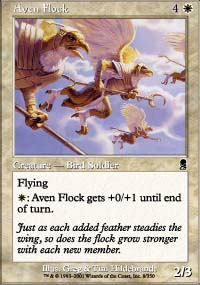 Aven Flock 4
Creature — Bird Soldier
Flying
: Aven Flock gets +0/+1 until end
of turn.
Just as each added feather steadies the
wing, so does the flock grow stronger
with each new member.
Illus. Greg & Tim Hildebrandt
2/3
™ & © 1993-2001 Wizards of the Coast, Inc. 8/350